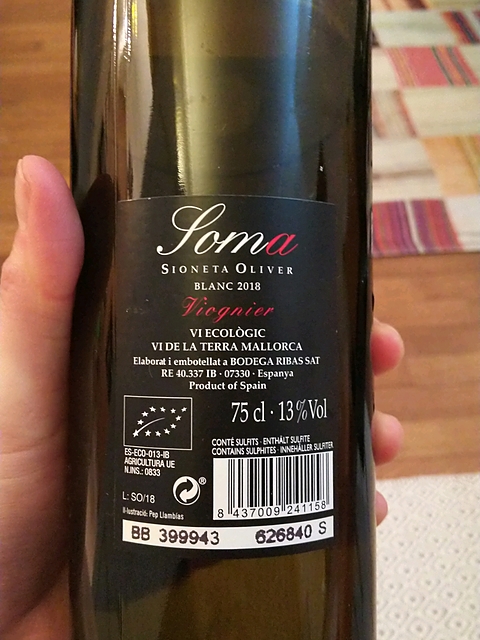 Soma
SIONETA OLIVER
BLANC 2018
Viognier
VI ECOLÒGIC
VI DE LA TERRA MALLORCA
Elaborat i embotellat a BODEGA RIBAS SAT
RE 40.337 IB · 07330 · Espanya
Product of Spain
75 cl · 13%Vol
ES-ECO-013-IB
AGRICULTURA UE
N.INS.: 0833
CONTÉ SULFITS · ENTHÄLT SULFITE
CONTAINS SULPHITES · INNEHÅLLER SULFITER
L: SO/18
®
Il·lustració: Pep Llambías
8 437009 241158
BB 399943 626840 S